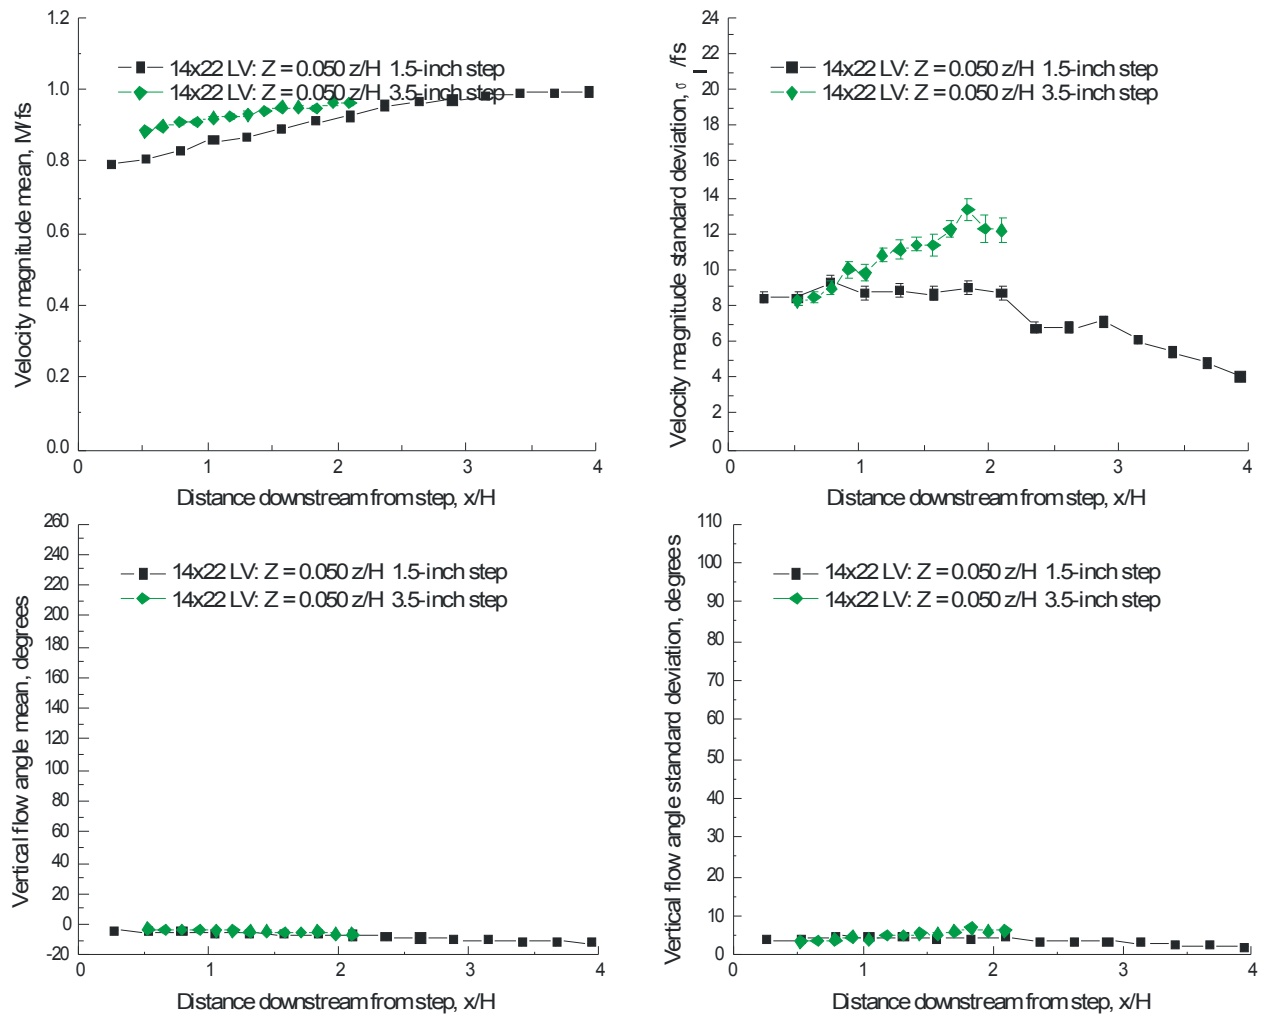 1.2
1.0
0.8
0.6
0.4
0.2
0.0
Velocity magnitude mean, M/fs
14x22 LV: Z = 0.050 z/H 1.5-inch step
14x22 LV: Z = 0.050 z/H 3.5-inch step
0 1 2 3 4
Distance downstream from step, x/H
24
22
20
18
16
14
12
10
8
6
4
2
0
Velocity magnitude standard deviation, σ /fs
14x22 LV: Z = 0.050 z/H 1.5-inch step
14x22 LV: Z = 0.050 z/H 3.5-inch step
0 1 2 3 4
Distance downstream from step, x/H
260
240
220
200
180
160
140
120
100
80
60
40
20
0
-20
Vertical flow angle mean, degrees
14x22 LV: Z = 0.050 z/H 1.5-inch step
14x22 LV: Z = 0.050 z/H 3.5-inch step
0 1 2 3 4
Distance downstream from step, x/H
110
100
90
80
70
60
50
40
30
20
10
0
Vertical flow angle standard deviation, degrees
14x22 LV: Z = 0.050 z/H 1.5-inch step
14x22 LV: Z = 0.050 z/H 3.5-inch step
0 1 2 3 4
Distance downstream from step, x/H